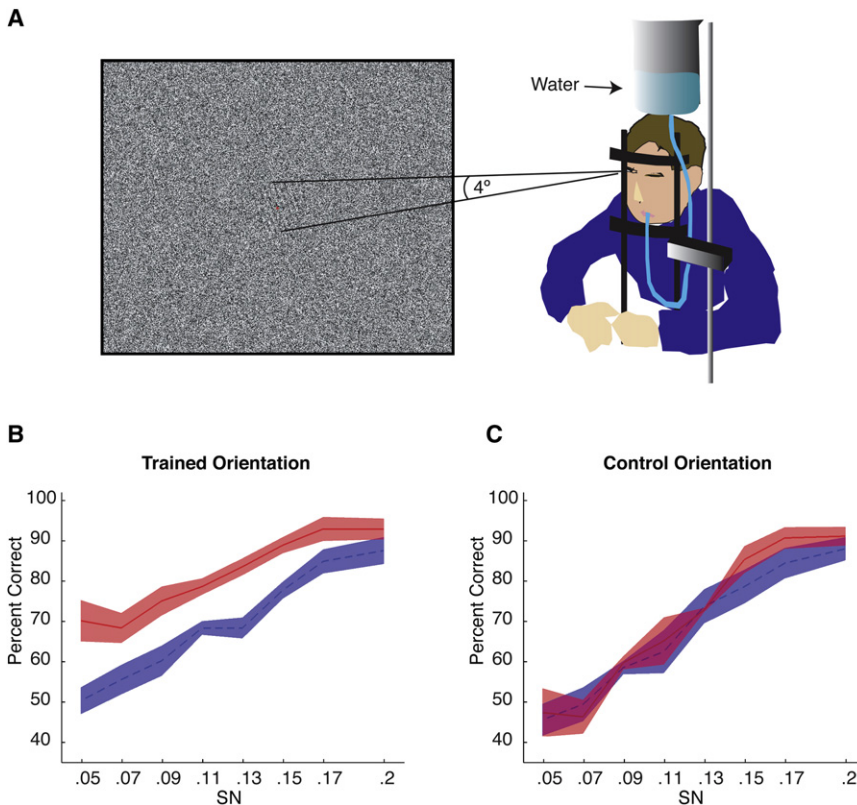 A
Water
4º
B
Trained Orientation
100
90
80
70
60
50
40
Percent Correct
.05 .07 .09 .11 .13 .15 .17 .2
SN
C
Control Orientation
100
90
80
70
60
50
40
Percent Correct
.05 .07 .09 .11 .13 .15 .17 .2
SN